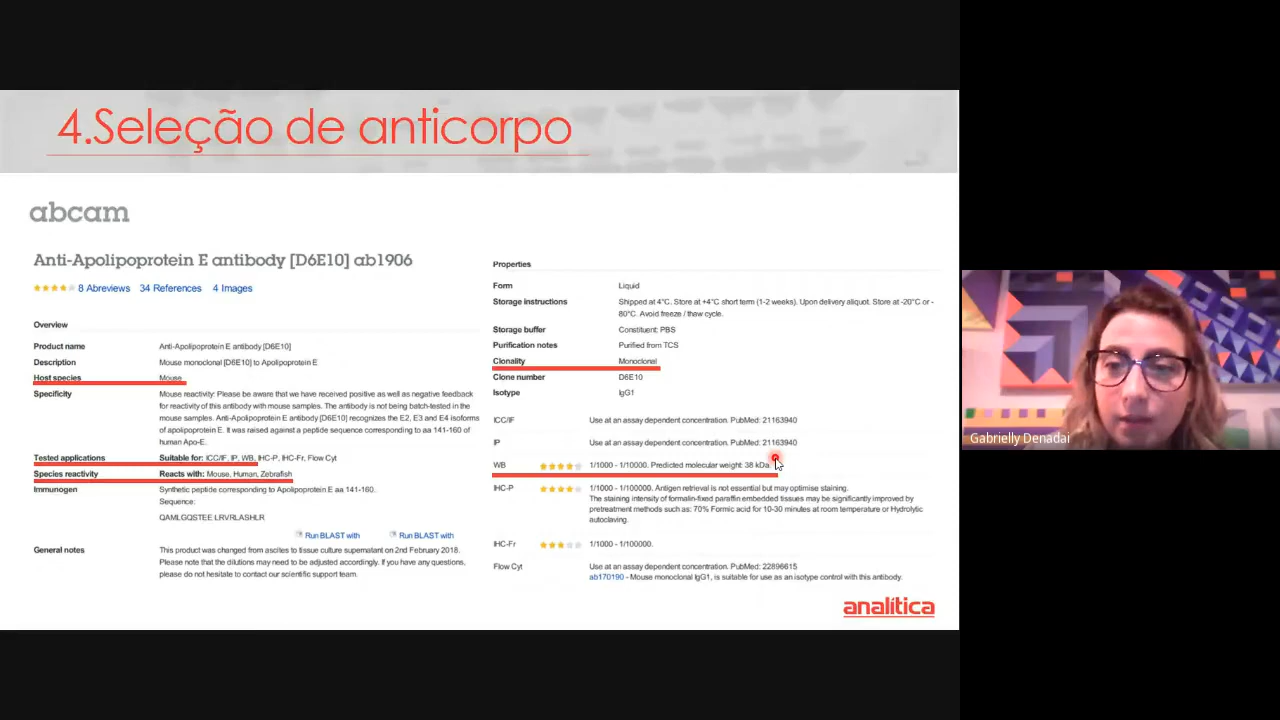 4.Seleção de anticorpo
abcam
Anti-Apolipoprotein E antibody [D6E10] ab1906
8 Abreviews 34 References 4 Images
Overview
Product name Anti-Apolipoprotein E antibody [D6E10]
Description Mouse monoclonal [D6E10] to Apolipoprotein E
Host species Mouse
Specificity Mouse reactivity: Please be aware that we have received positive as well as negative feedback
for reactivity of this antibody with mouse samples. The antibody is not being batch-tested in the
mouse samples. Anti-Apolipoprotein E antibody [D6E10] recognizes the E2, E3 and E4 isoforms
of apolipoprotein E. It was raised against a peptide sequence corresponding to aa 141-160 of
human Apo-E.
Tested applications Suitable for: ICC/IF, IP, WB, IHC-P, IHC-Fr, Flow Cyt
Species reactivity Reacts with: Mouse, Human, Zebrafish
Immunogen Synthetic peptide corresponding to Apolipoprotein E aa 141-160.
Sequence:
QAMLGQSTEE LRVRLASHLR
Run BLAST with Run BLAST with
General notes This product was changed from ascites to tissue culture supernatant on 2nd February 2018.
Please note that the dilutions may need to be adjusted accordingly. If you have any questions,
please do not hesitate to contact our scientific support team.
Properties
Form Liquid
Storage instructions Shipped at 4°C. Store at +4°C short term (1-2 weeks). Upon delivery aliquot. Store at -20°C or -
80°C. Avoid freeze / thaw cycle.
Storage buffer Constituent: PBS
Purification notes Purified from TCS
Clonality Monoclonal
Clone number D6E10
Isotype IgG1
ICC/IF Use at an assay dependent concentration. PubMed: 21163940
IP Use at an assay dependent concentration. PubMed: 21163940
WB 1/1000 - 1/10000. Predicted molecular weight: 38 kDa.
IHC-P 1/1000 - 1/100000. Antigen retrieval is not essential but may optimise staining.
The staining intensity of formalin-fixed paraffin embedded tissues may be significantly improved by
pretreatment methods such as: 70% Formic acid for 10-30 minutes at room temperature or Hydrolytic
autoclaving.
IHC-Fr 1/1000 - 1/100000.
Flow Cyt Use at an assay dependent concentration. PubMed: 22896615
ab170190 - Mouse monoclonal IgG1, is suitable for use as an isotype control with this antibody.
analítica
Gabrielly Denadai